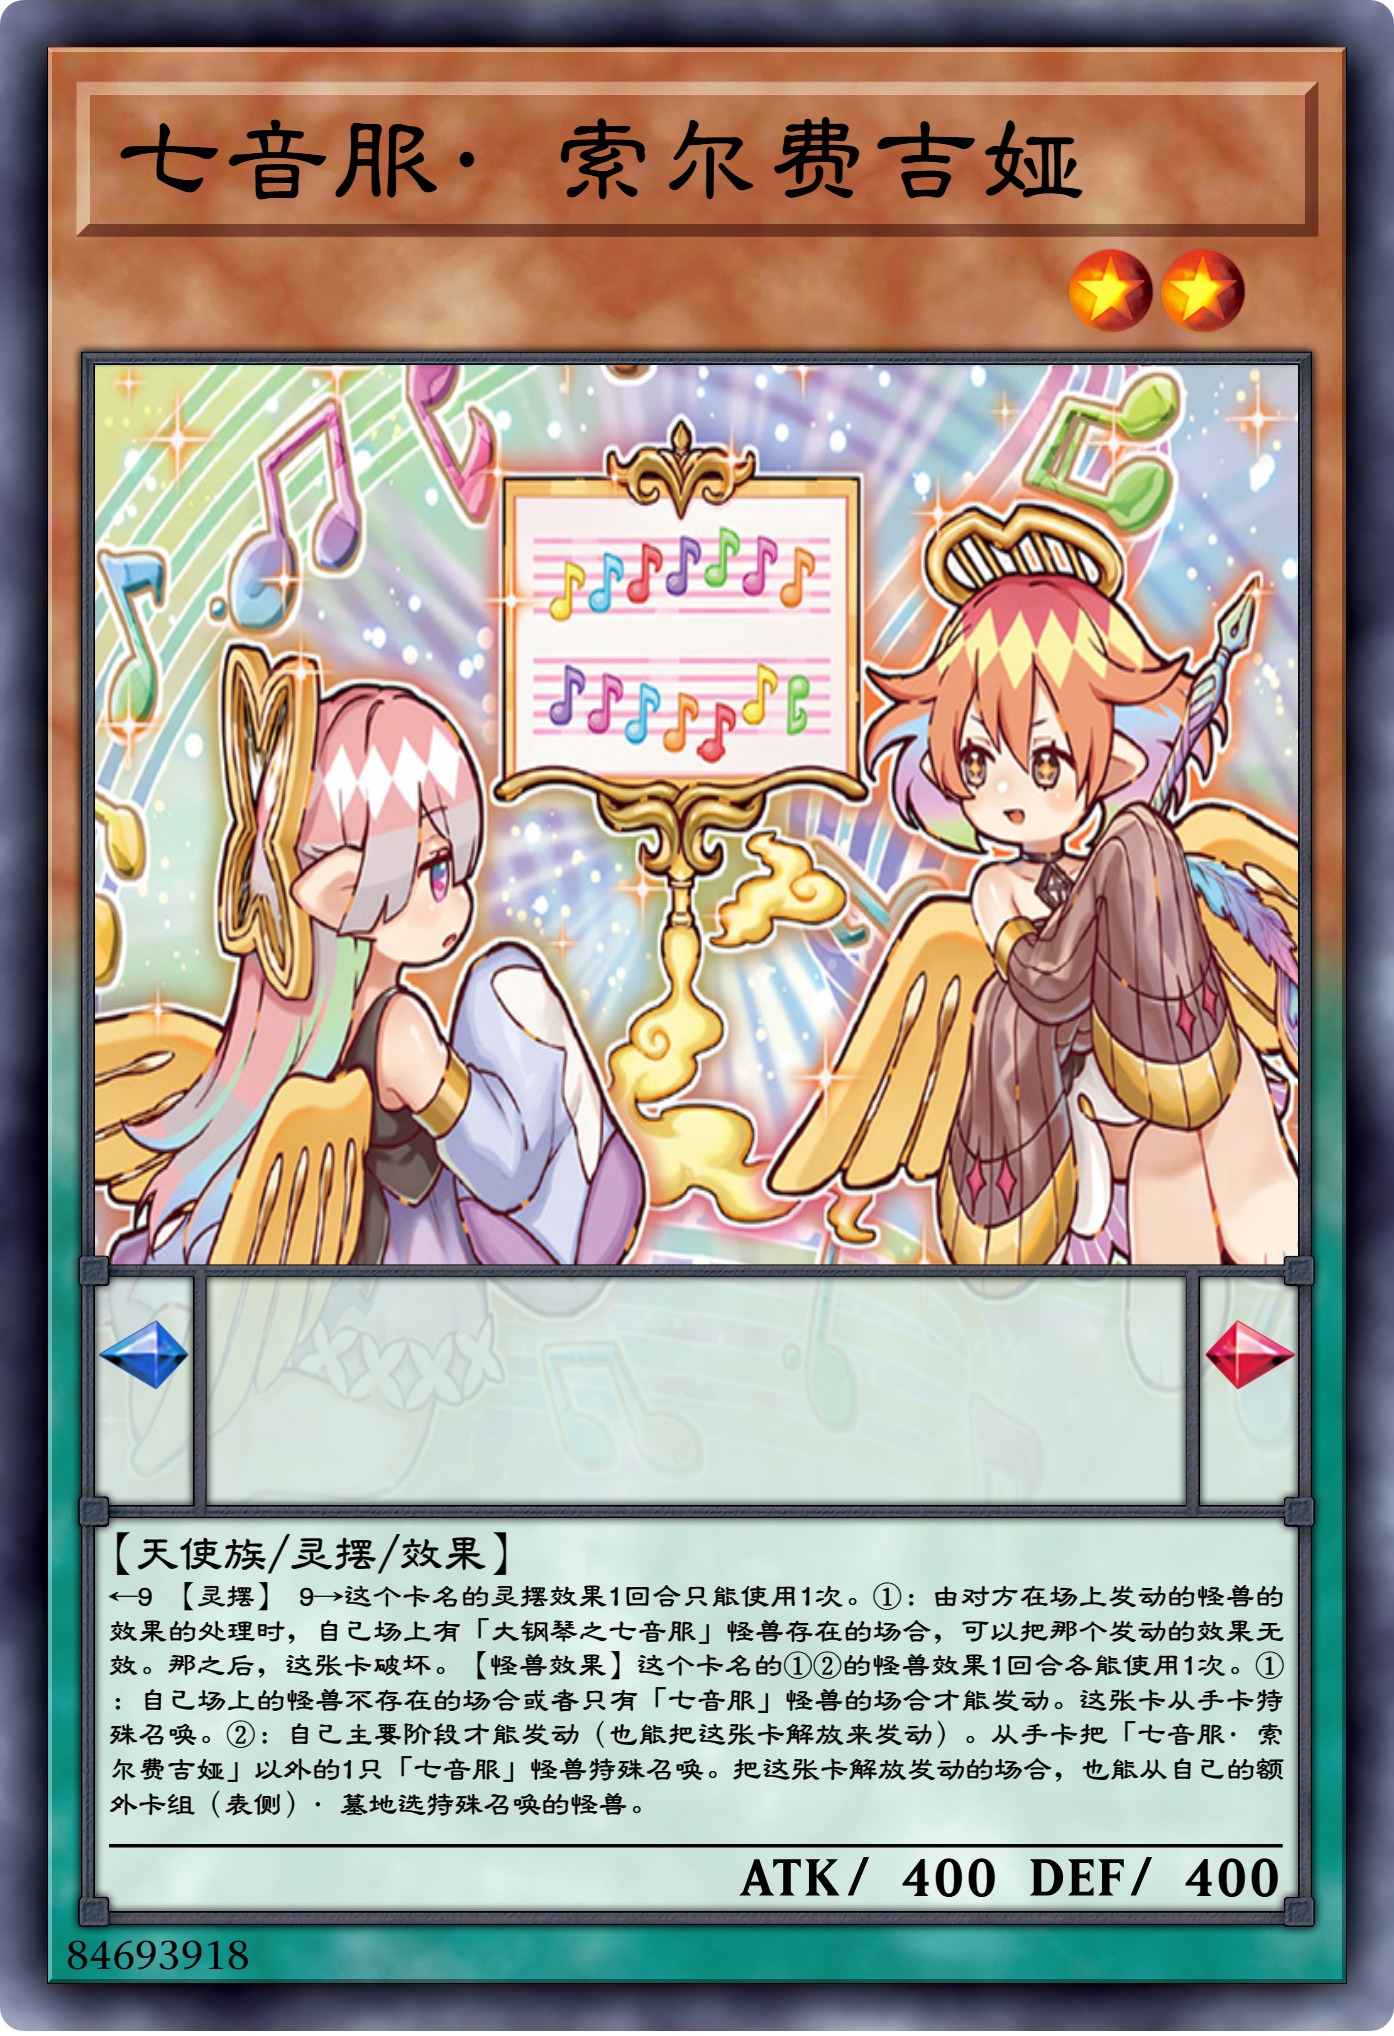 七音服·索尔费吉娅
【天使族/灵摆/效果】
←9 【灵摆】 9→这个卡名的灵摆效果1回合只能使用1次。①：由对方在场上发动的怪兽的
效果的处理时，自己场上有「大钢琴之七音服」怪兽存在的场合，可以把那个发动的效果无
效。那之后，这张卡破坏。【怪兽效果】这个卡名的①②的怪兽效果1回合各能使用1次。①
：自己场上的怪兽不存在的场合或者只有「七音服」怪兽的场合才能发动。这张卡从手卡特
殊召唤。②：自己主要阶段才能发动（也能把这张卡解放来发动）。从手卡把「七音服·索
尔费吉娅」以外的1只「七音服」怪兽特殊召唤。把这张卡解放发动的场合，也能从自己的额
外卡组（表侧）·墓地选特殊召唤的怪兽。
ATK/ 400 DEF/ 400
84693918